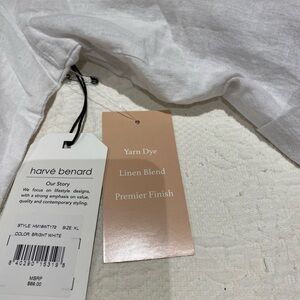 harvé benard
Our Story
We focus on lifestyle designs,
with a strong emphasis on value,
quality and contemporary styling.
STYLE: HM18WT178 SIZE: XL
COLOR: BRIGHT WHITE
MSRP
$88.00
Yarn Dye
Linen Blend
Premier Finish